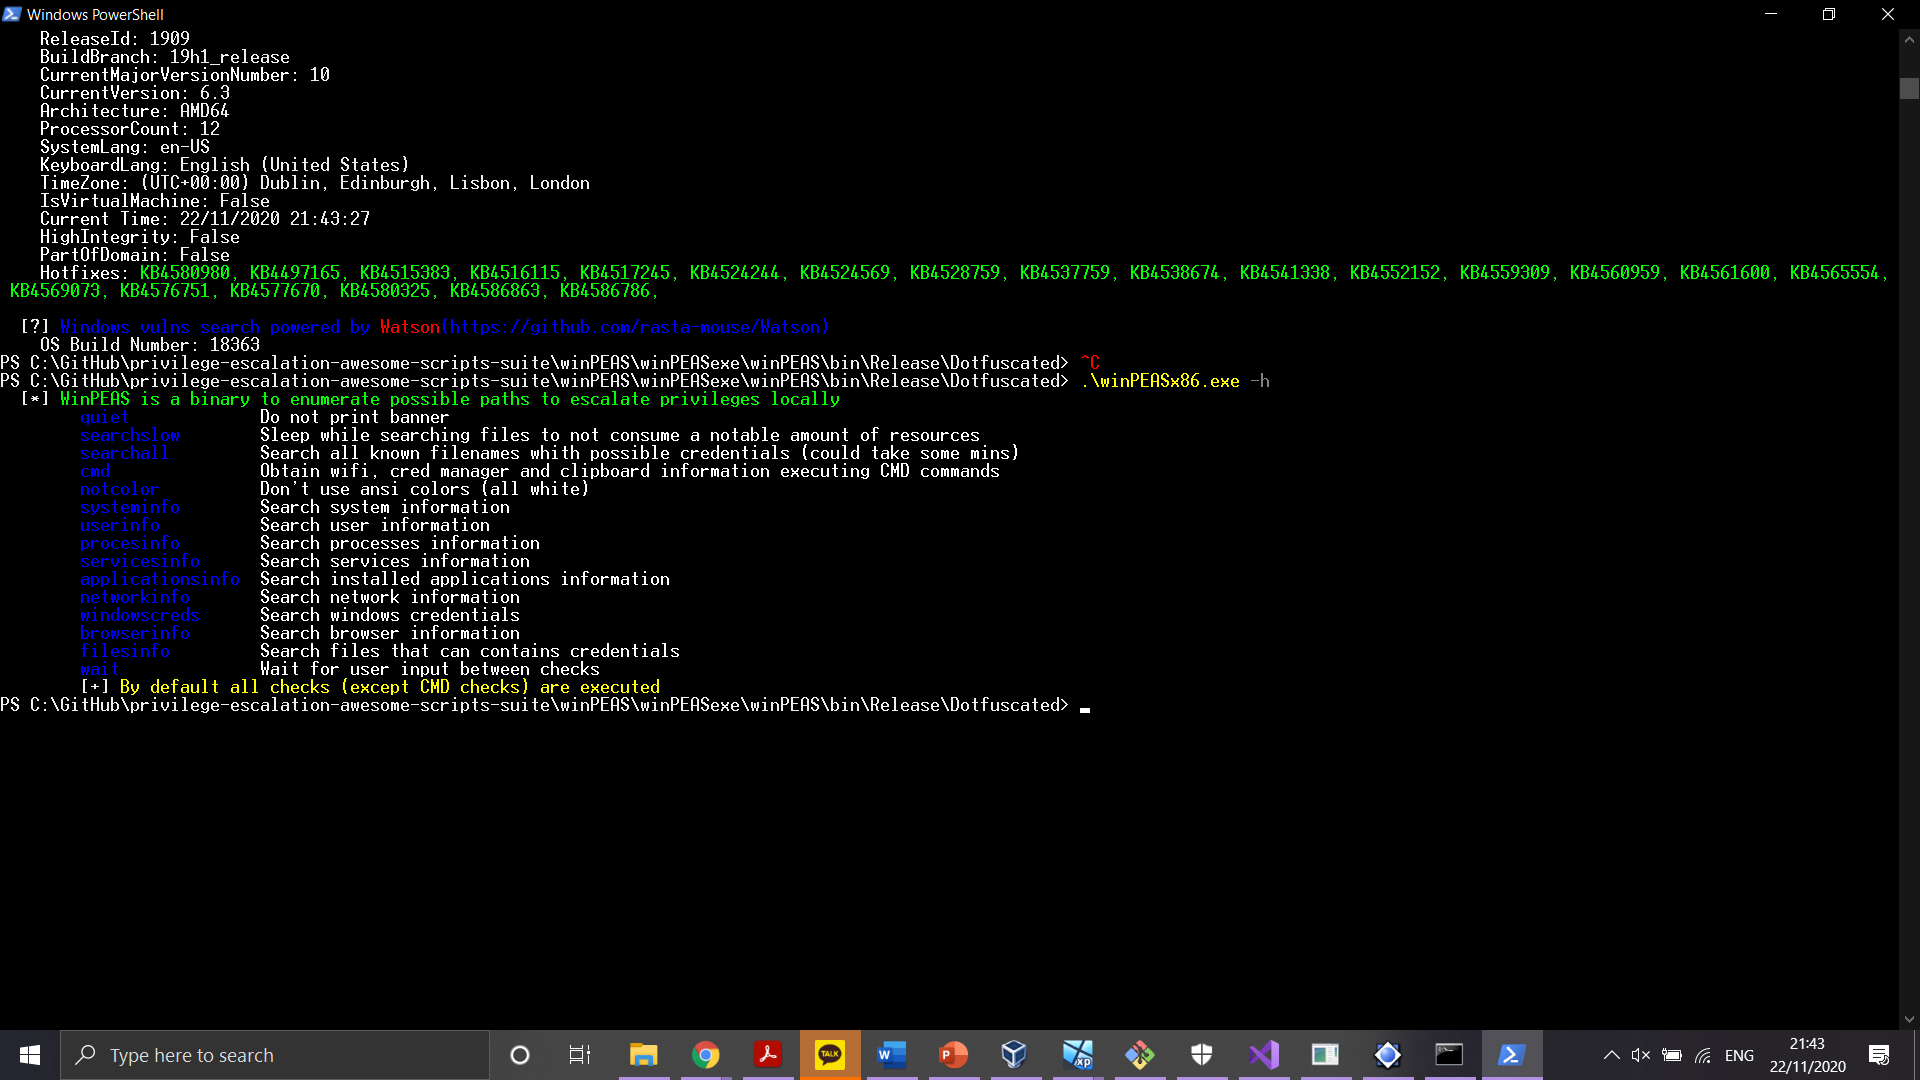 Windows PowerShell
ReleaseId: 1909
BuildBranch: 19h1_release
CurrentMajorVersionNumber: 10
CurrentVersion: 6.3
Architecture: AMD64
ProcessorCount: 12
SystemLang: en-US
KeyboardLang: English (United States)
TimeZone: (UTC+00:00) Dublin, Edinburgh, Lisbon, London
IsVirtualMachine: False
Current Time: 22/11/2020 21:43:27
HighIntegrity: False
PartOfDomain: False
Hotfixes: KB4580980, KB4497165, KB4515383, KB4516115, KB4517245, KB4524244, KB4524569, KB4528759, KB4537759, KB4538674, KB4541338, KB4552152, KB4559309, KB4560959, KB4561600, KB4565554,
KB4569073, KB4576751, KB4577670, KB4580325, KB4586863, KB4586786,
[?] Windows vulns search powered by Watson(https://github.com/rasta-mouse/Watson)
OS Build Number: 18363
PS C:\GitHub\privilege-escalation-awesome-scripts-suite\winPEAS\winPEASexe\winPEAS\bin\Release\Dotfuscated> ^C
PS C:\GitHub\privilege-escalation-awesome-scripts-suite\winPEAS\winPEASexe\winPEAS\bin\Release\Dotfuscated> .\winPEASx86.exe -h
[*] WinPEAS is a binary to enumerate possible paths to escalate privileges locally
quiet Do not print banner
searchslow Sleep while searching files to not consume a notable amount of resources
searchall Search all known filenames whith possible credentials (could take some mins)
cmd Obtain wifi, cred manager and clipboard information executing CMD commands
notcolor Don't use ansi colors (all white)
systeminfo Search system information
userinfo Search user information
procesinfo Search processes information
servicesinfo Search services information
applicationsinfo Search installed applications information
networkinfo Search network information
windowscreds Search windows credentials
browserinfo Search browser information
filesinfo Search files that can contains credentials
wait Wait for user input between checks
[+] By default all checks (except CMD checks) are executed
PS C:\GitHub\privilege-escalation-awesome-scripts-suite\winPEAS\winPEASexe\winPEAS\bin\Release\Dotfuscated>
Type here to search
TALK
XP
ENG
21:43
22/11/2020